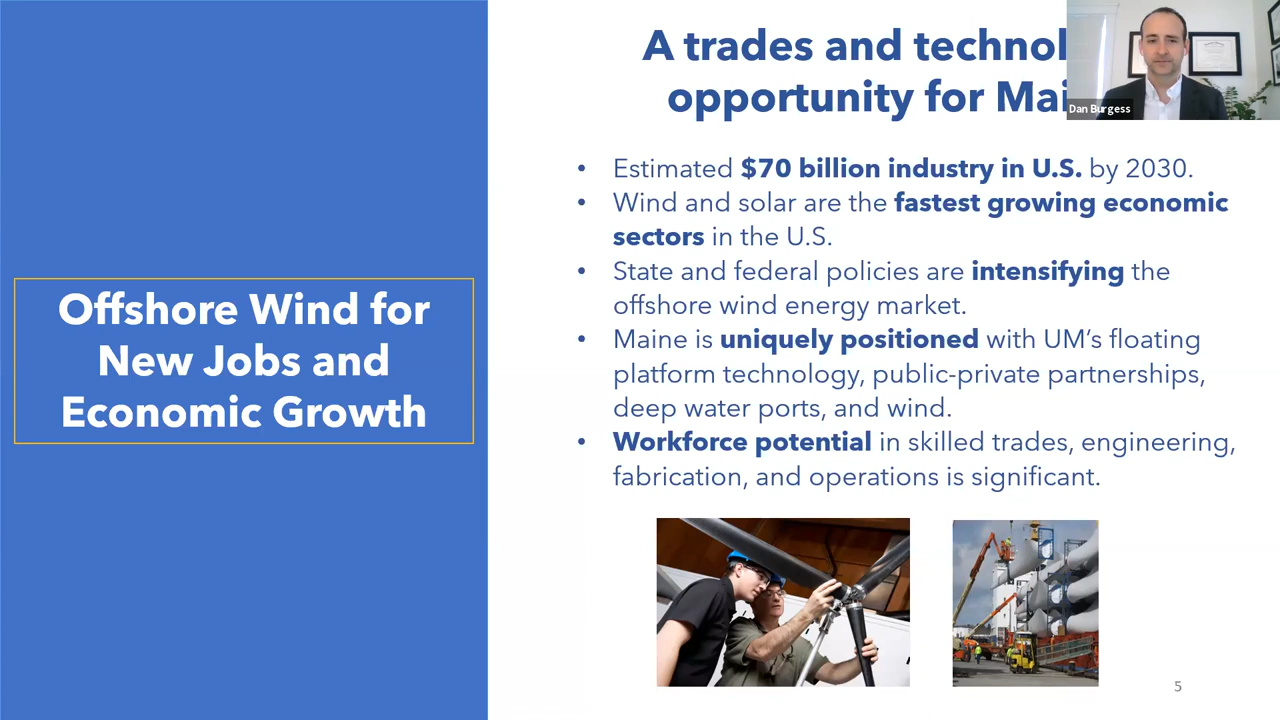 Offshore Wind for
New Jobs and
Economic Growth
A trades and technol
opportunity for Mai
Dan Burgess
• Estimated $70 billion industry in U.S. by 2030.
• Wind and solar are the fastest growing economic
sectors in the U.S.
• State and federal policies are intensifying the
offshore wind energy market.
• Maine is uniquely positioned with UM’s floating
platform technology, public-private partnerships,
deep water ports, and wind.
• Workforce potential in skilled trades, engineering,
fabrication, and operations is significant.
5